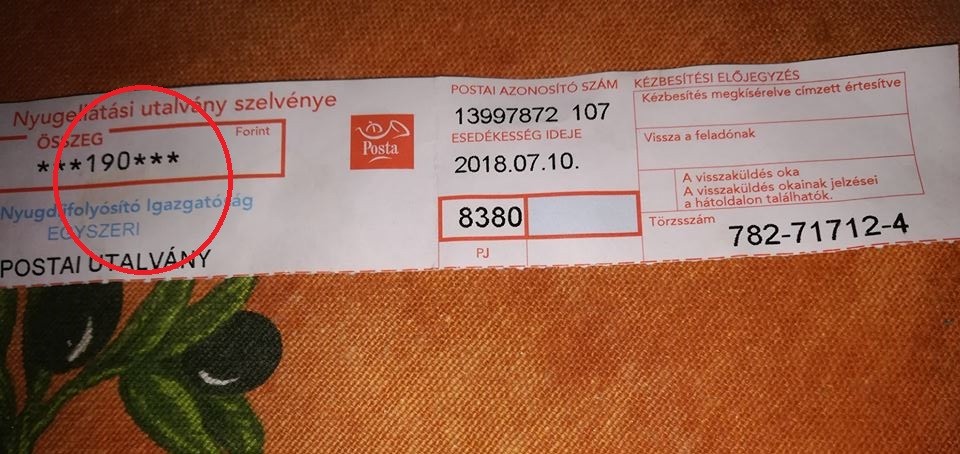 Nyugellátási utalvány szelvénye
ÖSSZEG
Forint
***190***
Nyugdíjfolyósító Igazgatóság
EGYSZERI
POSTAI UTALVÁNY
Posta
POSTAI AZONOSÍTÓ SZÁM
13997872 107
ESEDÉKESSÉG IDEJE
2018.07.10.
8380
PJ
KÉZBESÍTÉSI ELŐJEGYZÉS
Kézbesítés megkísérelve címzett értesítve
Vissza a feladónak
A visszaküldés oka
A visszaküldés okainak jelzései
a hátoldalon találhatók.
Törzsszám
782-71712-4